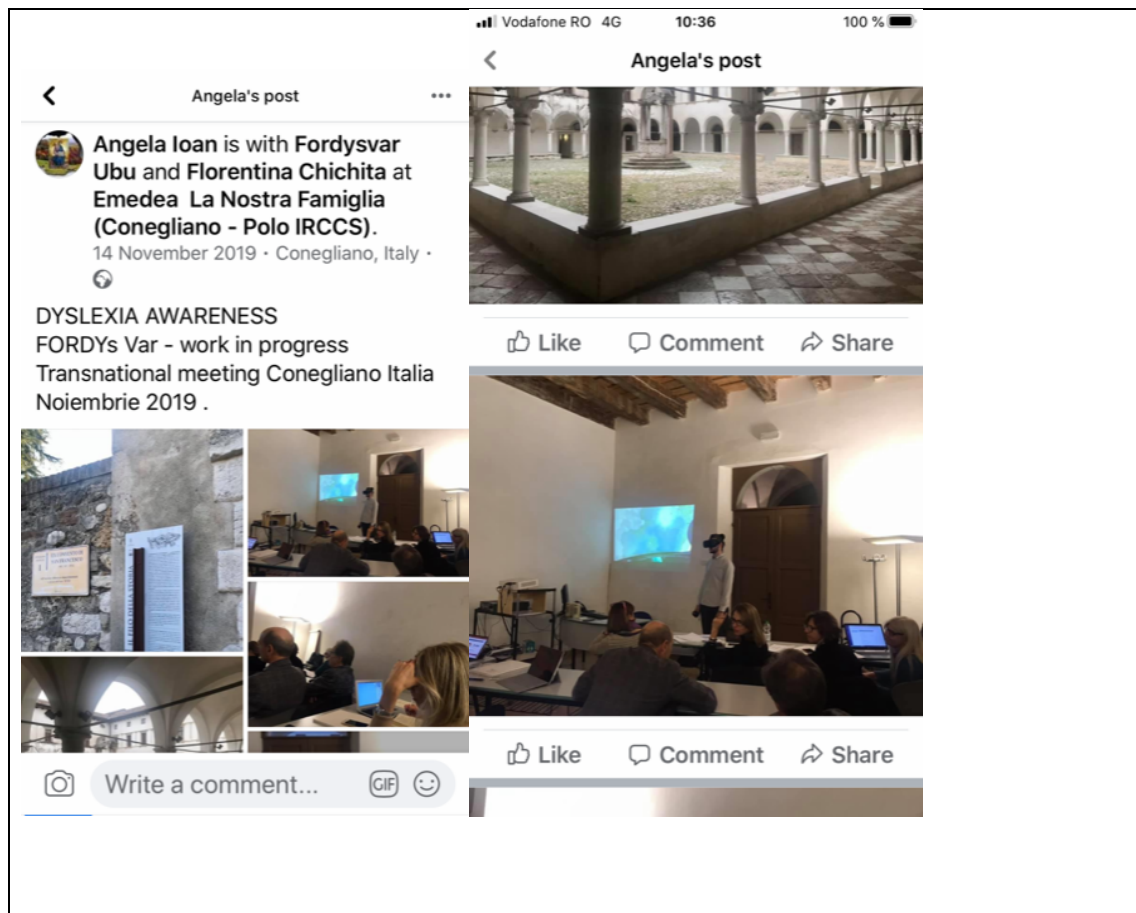 Angela's post
Angela Ioan is with Fordysvar
Ubu and Florentina Chichita at
Emedea La Nostra Famiglia
(Conegliano - Polo IRCCS).
14 November 2019 · Conegliano, Italy ·
DYSLEXIA AWARENESS
FORDYs Var - work in progress
Transnational meeting Conegliano Italia
Noiembrie 2019 .
Write a comment...
GIF
Vodafone RO 4G 10:36 100 %
Angela's post
Like Comment Share
Like Comment Share